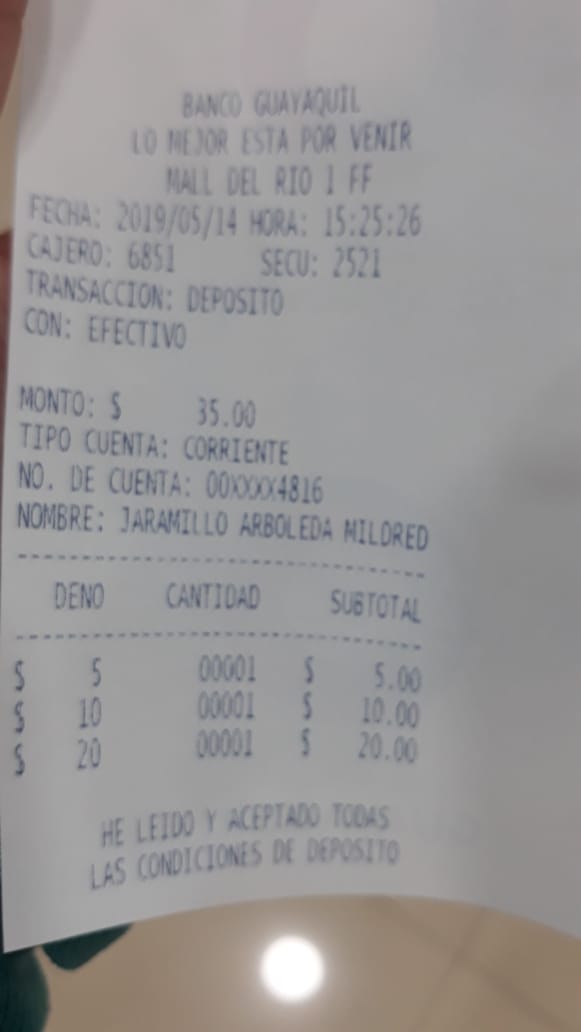 BANCO GUAYAQUIL
LO MEJOR ESTA POR VENIR
MALL DEL RIO 1 FF
FECHA: 2019/05/14 HORA: 15:25:26
CAJERO: 6851 SECU: 2521
TRANSACCION: DEPOSITO
CON: EFECTIVO
MONTO: $ 35.00
TIPO CUENTA: CORRIENTE
NO. DE CUENTA: 00XXXX4816
NOMBRE: JARAMILLO ARBOLEDA MILDRED
--------------------------------
DENO CANTIDAD SUBTOTAL
--------------------------------
$ 5 00001 $ 5.00
$ 10 00001 $ 10.00
$ 20 00001 $ 20.00
HE LEIDO Y ACEPTADO TODAS
LAS CONDICIONES DE DEPOSITO